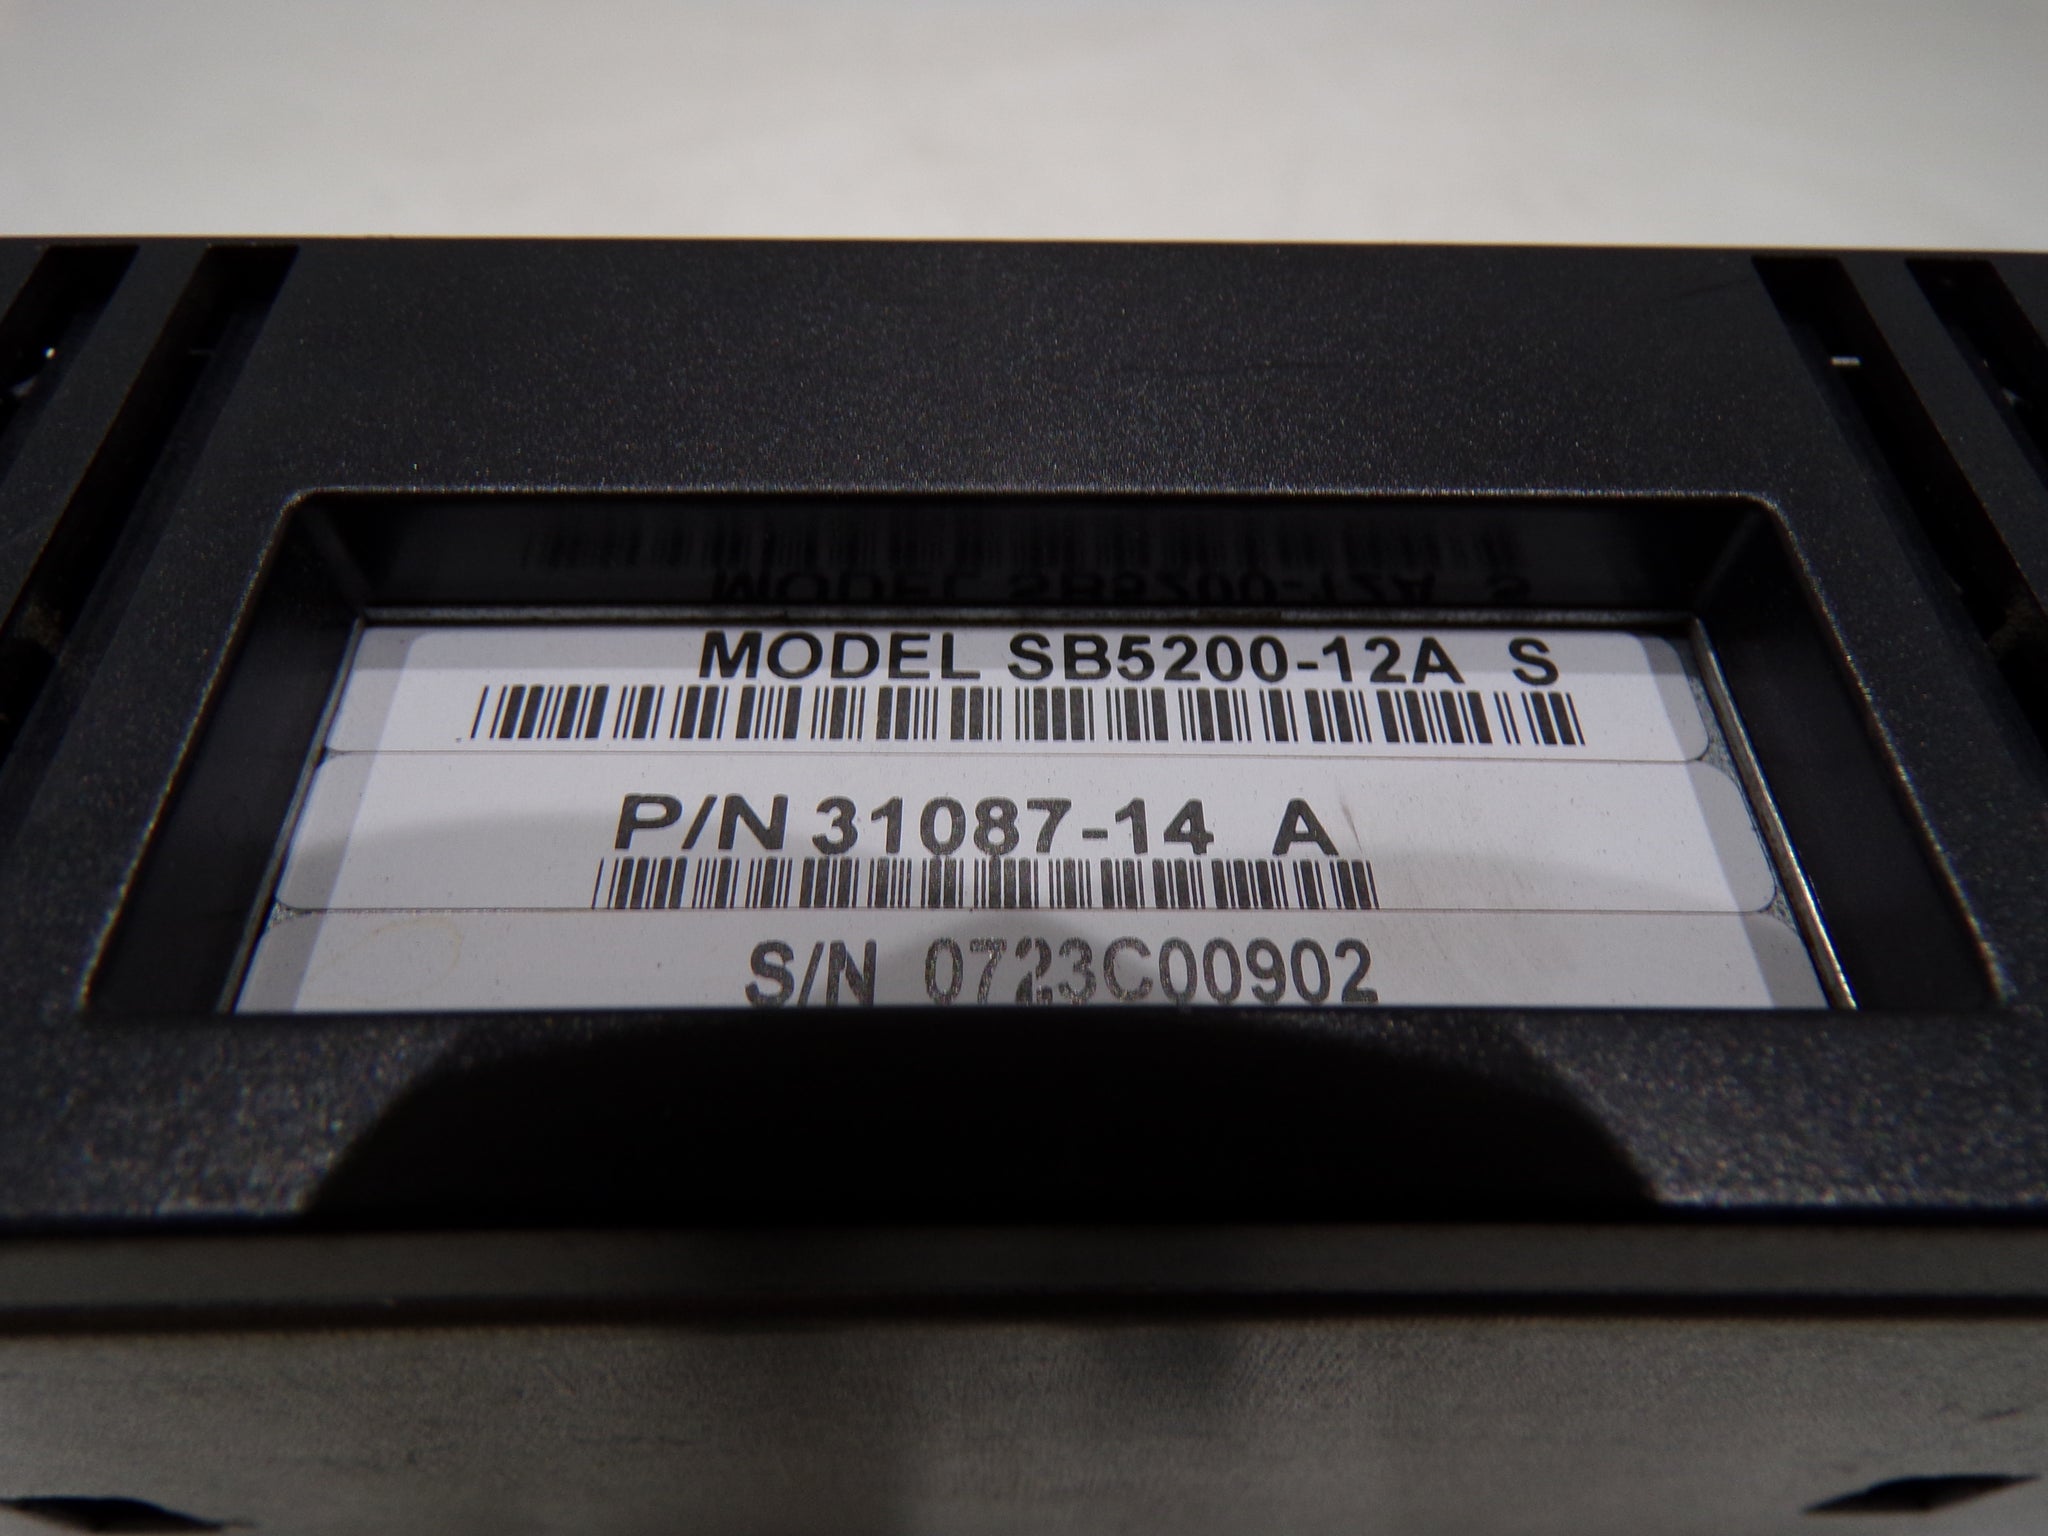 MODEL SB5200-12A S
P/N 31087-14 A
S/N 0723C00902